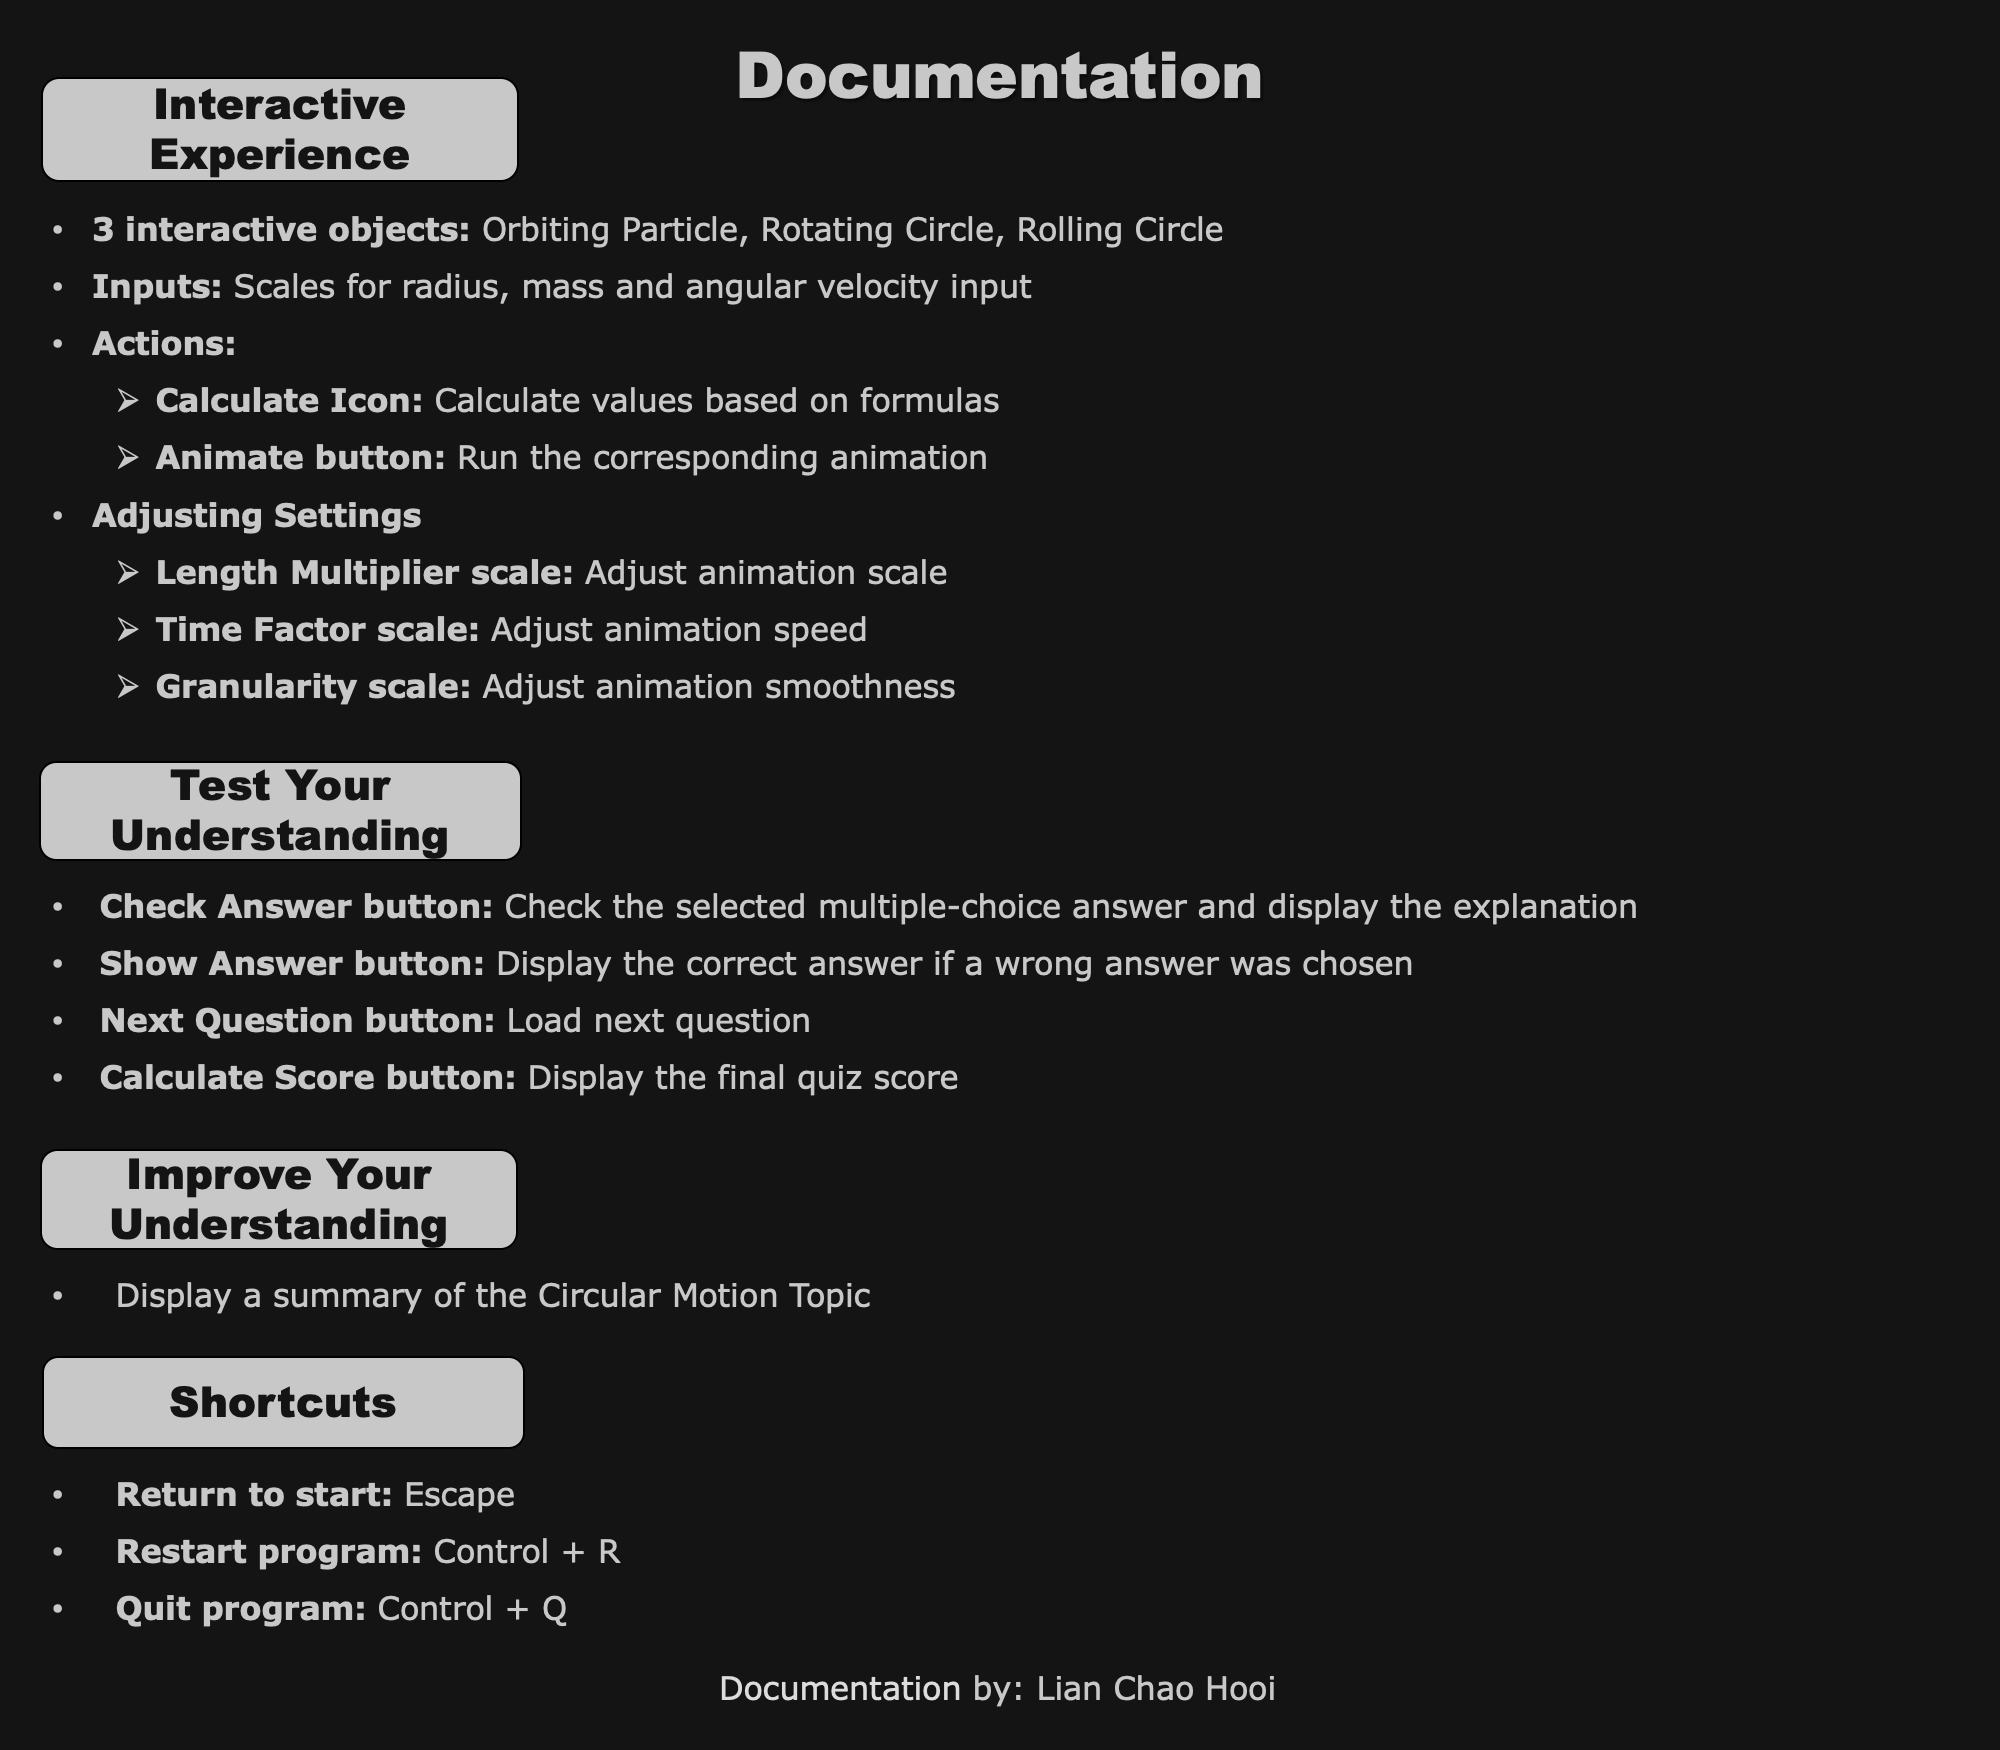 Documentation
Interactive
Experience
• 3 interactive objects: Orbiting Particle, Rotating Circle, Rolling Circle
• Inputs: Scales for radius, mass and angular velocity input
• Actions:
➢ Calculate Icon: Calculate values based on formulas
➢ Animate button: Run the corresponding animation
• Adjusting Settings
➢ Length Multiplier scale: Adjust animation scale
➢ Time Factor scale: Adjust animation speed
➢ Granularity scale: Adjust animation smoothness
Test Your
Understanding
• Check Answer button: Check the selected multiple-choice answer and display the explanation
• Show Answer button: Display the correct answer if a wrong answer was chosen
• Next Question button: Load next question
• Calculate Score button: Display the final quiz score
Improve Your
Understanding
• Display a summary of the Circular Motion Topic
Shortcuts
• Return to start: Escape
• Restart program: Control + R
• Quit program: Control + Q
Documentation by: Lian Chao Hooi